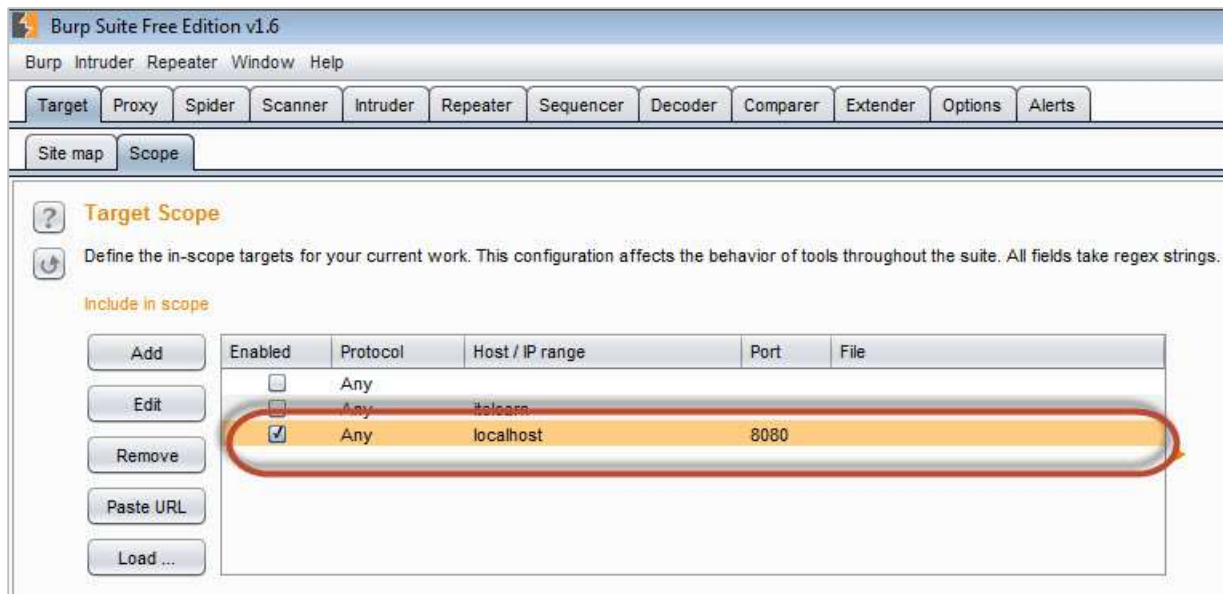 Burp Suite Free Edition v1.6
Burp Intruder Repeater Window Help
Target Proxy Spider Scanner Intruder Repeater Sequencer Decoder Comparer Extender Options Alerts
Site map Scope
? Target Scope
Define the in-scope targets for your current work. This configuration affects the behavior of tools throughout the suite. All fields take regex strings.
Include in scope
Add Enabled Protocol Host / IP range Port File
Any
Edit
Any
Any localhost 8080
Remove
Paste URL
Load ...